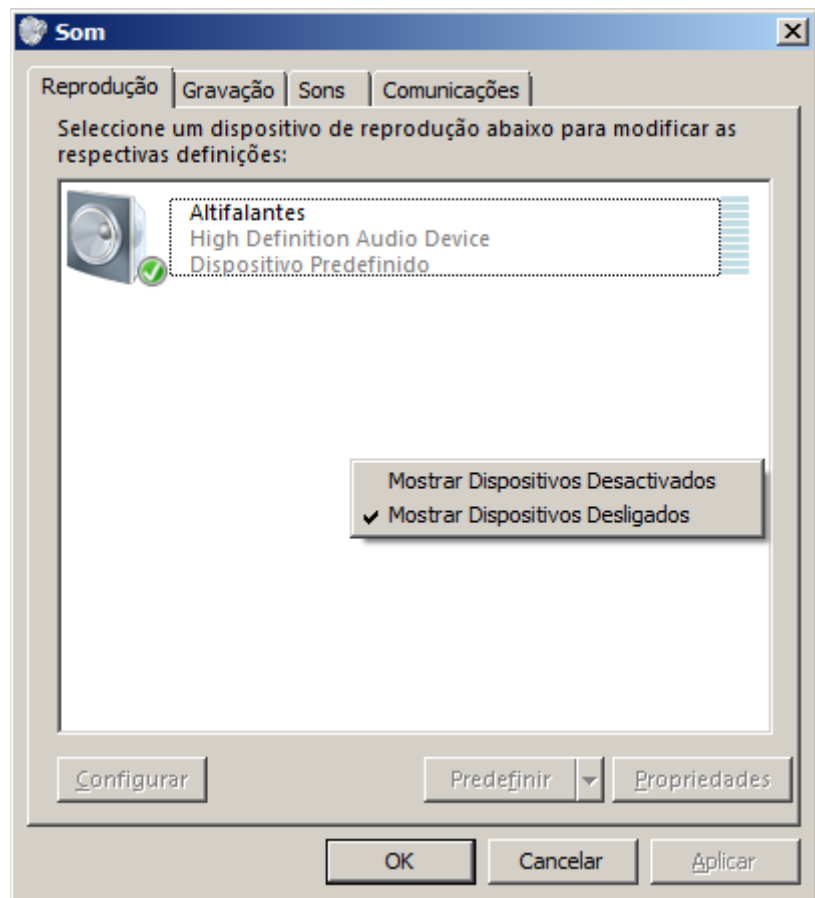 Som
Reprodução Gravação Sons Comunicações
Seleccione um dispositivo de reprodução abaixo para modificar as
respectivas definições:
Altifalantes
High Definition Audio Device
Dispositivo Predefinido
Mostrar Dispositivos Desactivados
Mostrar Dispositivos Desligados
Configurar Predefinir Propriedades
OK Cancelar Aplicar